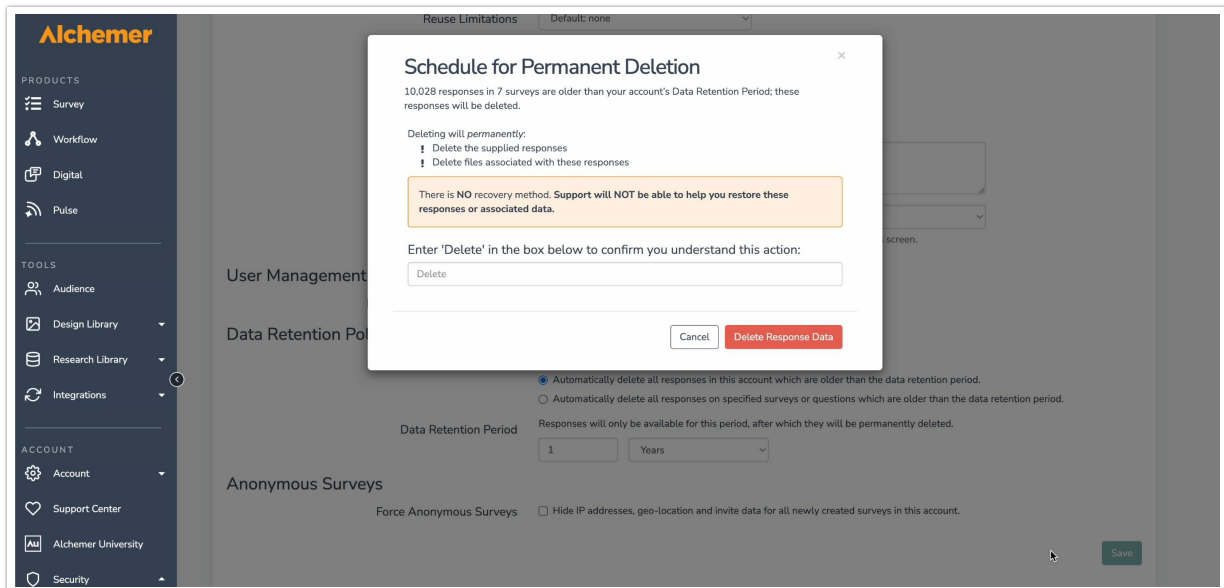 Alchemer
PRODUCTS
Survey
Workflow
Digital
Pulse
TOOLS
Audience
Design Library
Research Library
Integrations
ACCOUNT
Account
Support Center
Au Alchemer University
Security
Reuse Limitations
Default: none
Schedule for Permanent Deletion
×
10,028 responses in 7 surveys are older than your account's Data Retention Period; these
responses will be deleted.
Deleting will permanently:
! Delete the supplied responses
! Delete files associated with these responses
There is NO recovery method. Support will NOT be able to help you restore these
responses or associated data.
Enter 'Delete' in the box below to confirm you understand this action:
Delete
Cancel
Delete Response Data
screen.
User Management
Data Retention Pol
Automatically delete all responses in this account which are older than the data retention period.
Automatically delete all responses on specified surveys or questions which are older than the data retention period.
Data Retention Period
Responses will only be available for this period, after which they will be permanently deleted.
1
Years
Anonymous Surveys
Force Anonymous Surveys
Hide IP addresses, geo-location and invite data for all newly created surveys in this account.
Save